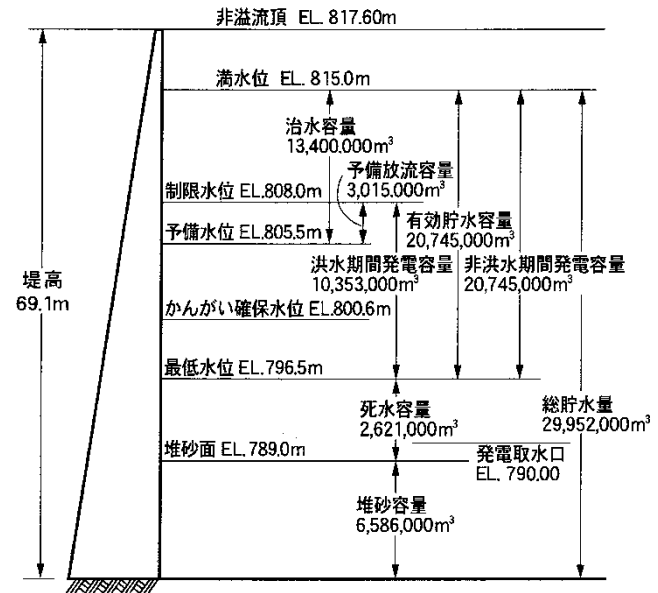 非溢流頂 EL. 817.60m
満水位 EL. 815.0m
治水容量
13,400.000m³
予備放流容量
3,015.000m³
制限水位 EL.808.0m
有効貯水容量
20,745,000m³
予備水位 EL.805.5m
洪水期間発電容量
10,353,000m³
非洪水期間発電容量
20,745,000m³
堤高
69.1m
かんがい確保水位 EL.800.6m
最低水位 EL.796.5m
死水容量
2,621,000m³
総貯水量
29,952,000m³
堆砂面 EL.789.0m
発電取水口
EL. 790.00
堆砂容量
6,586,000m³